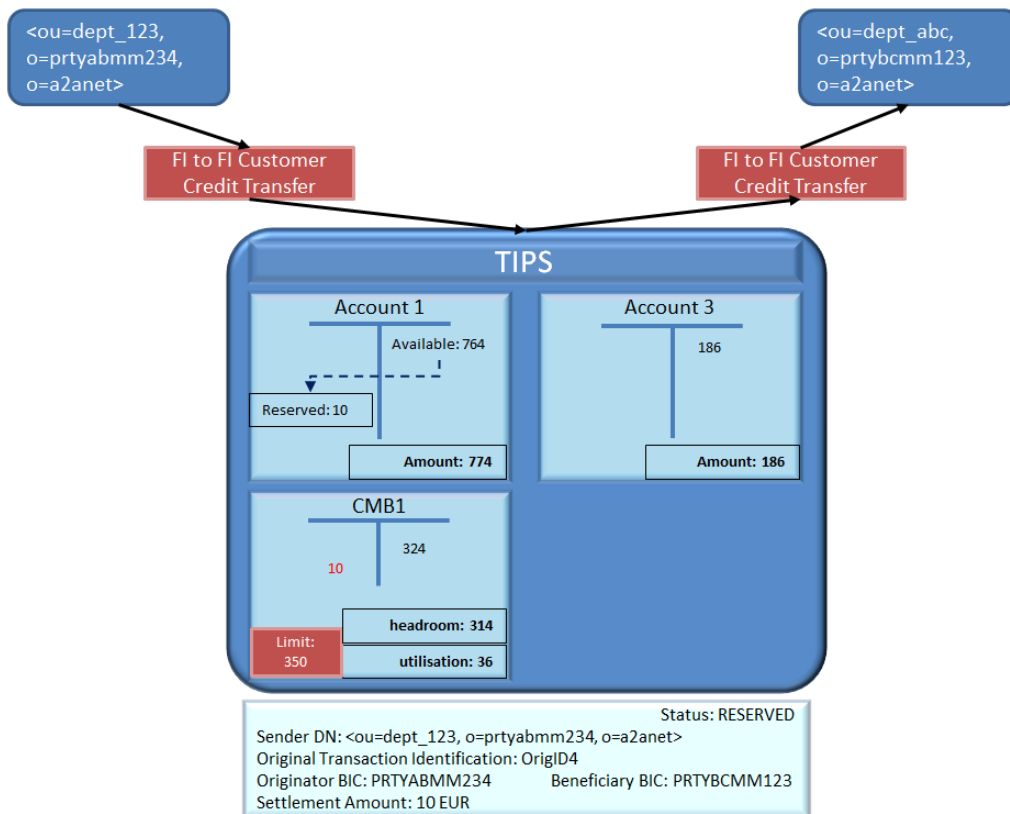 <ou=dept_123,
o=prtyabmm234,
o=a2anet>
<ou=dept_abc,
o=prtybcmm123,
o=a2anet>
FI to FI Customer
Credit Transfer
FI to FI Customer
Credit Transfer
TIPS
Account 1
Available: 764
Reserved: 10
Amount: 774
Account 3
186
Amount: 186
CMB1
324
10
headroom: 314
Limit:
350
utilisation: 36
Status: RESERVED
Sender DN: <ou=dept_123, o=prtyabmm234, o=a2anet>
Original Transaction Identification: OrigID4
Originator BIC: PRTYABMM234 Beneficiary BIC: PRTYBCMM123
Settlement Amount: 10 EUR